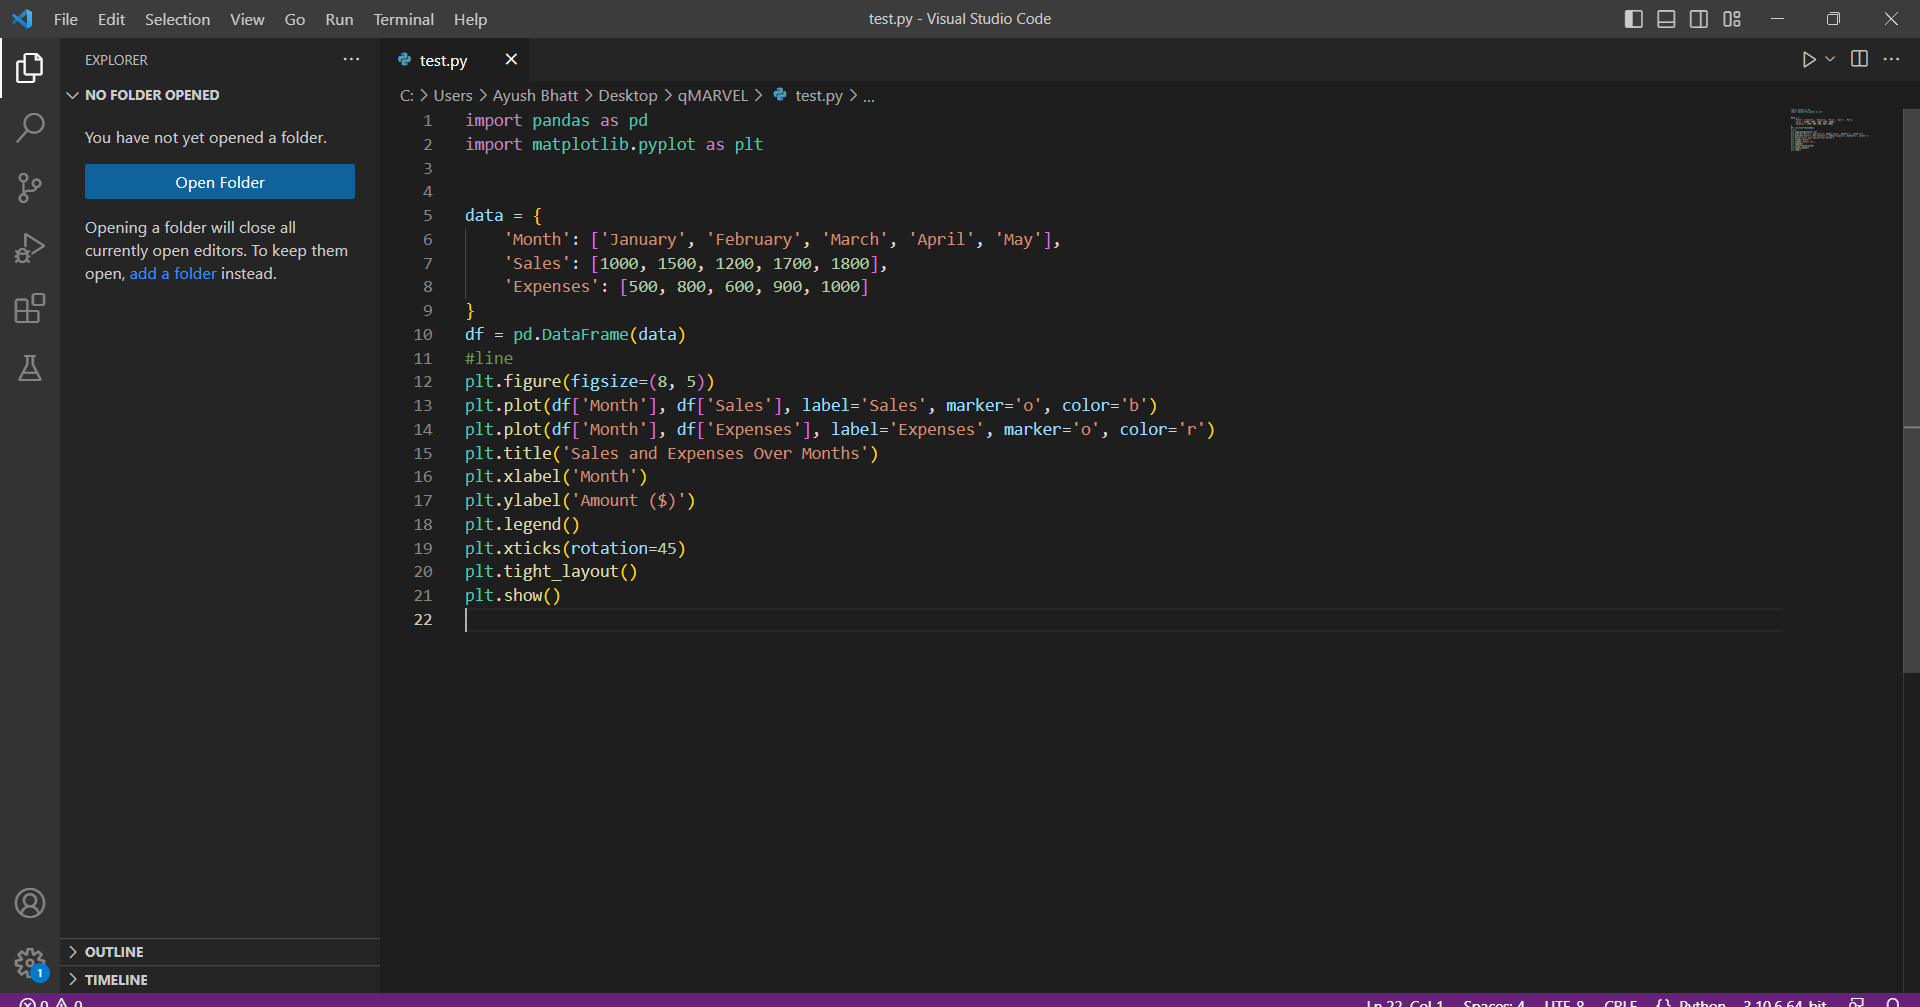 File Edit Selection View Go Run Terminal Help
test.py - Visual Studio Code
EXPLORER
NO FOLDER OPENED
You have not yet opened a folder.
Open Folder
Opening a folder will close all
currently open editors. To keep them
open, add a folder instead.
OUTLINE
TIMELINE
1
test.py
C: > Users > Ayush Bhatt > Desktop > qMARVEL > test.py > ...
1 import pandas as pd
2 import matplotlib.pyplot as plt
3
4
5 data = {
6     'Month': ['January', 'February', 'March', 'April', 'May'],
7     'Sales': [1000, 1500, 1200, 1700, 1800],
8     'Expenses': [500, 800, 600, 900, 1000]
9 }
10 df = pd.DataFrame(data)
11 #line
12 plt.figure(figsize=(8, 5))
13 plt.plot(df['Month'], df['Sales'], label='Sales', marker='o', color='b')
14 plt.plot(df['Month'], df['Expenses'], label='Expenses', marker='o', color='r')
15 plt.title('Sales and Expenses Over Months')
16 plt.xlabel('Month')
17 plt.ylabel('Amount ($)')
18 plt.legend()
19 plt.xticks(rotation=45)
20 plt.tight_layout()
21 plt.show()
22
0 0 Ln 22, Col 1 Spaces: 4 UTF-8 CRLF {} Python 3.10.6 64-bit